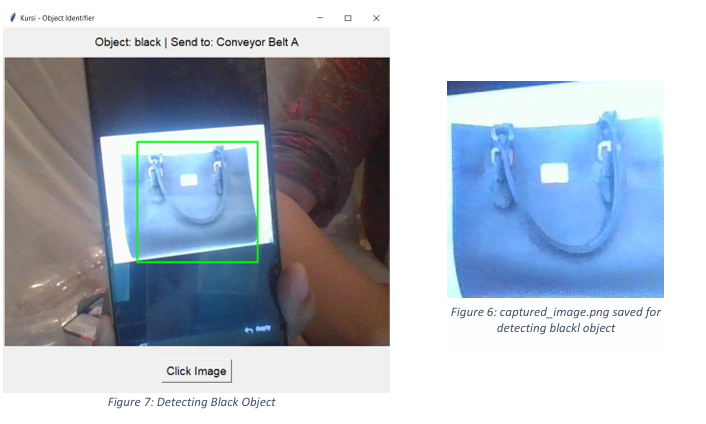 Kursi - Object Identifier
Object: black | Send to: Conveyor Belt A
Reply
Click Image
Figure 7: Detecting Black Object
Figure 6: captured_image.png saved for
detecting blackl object